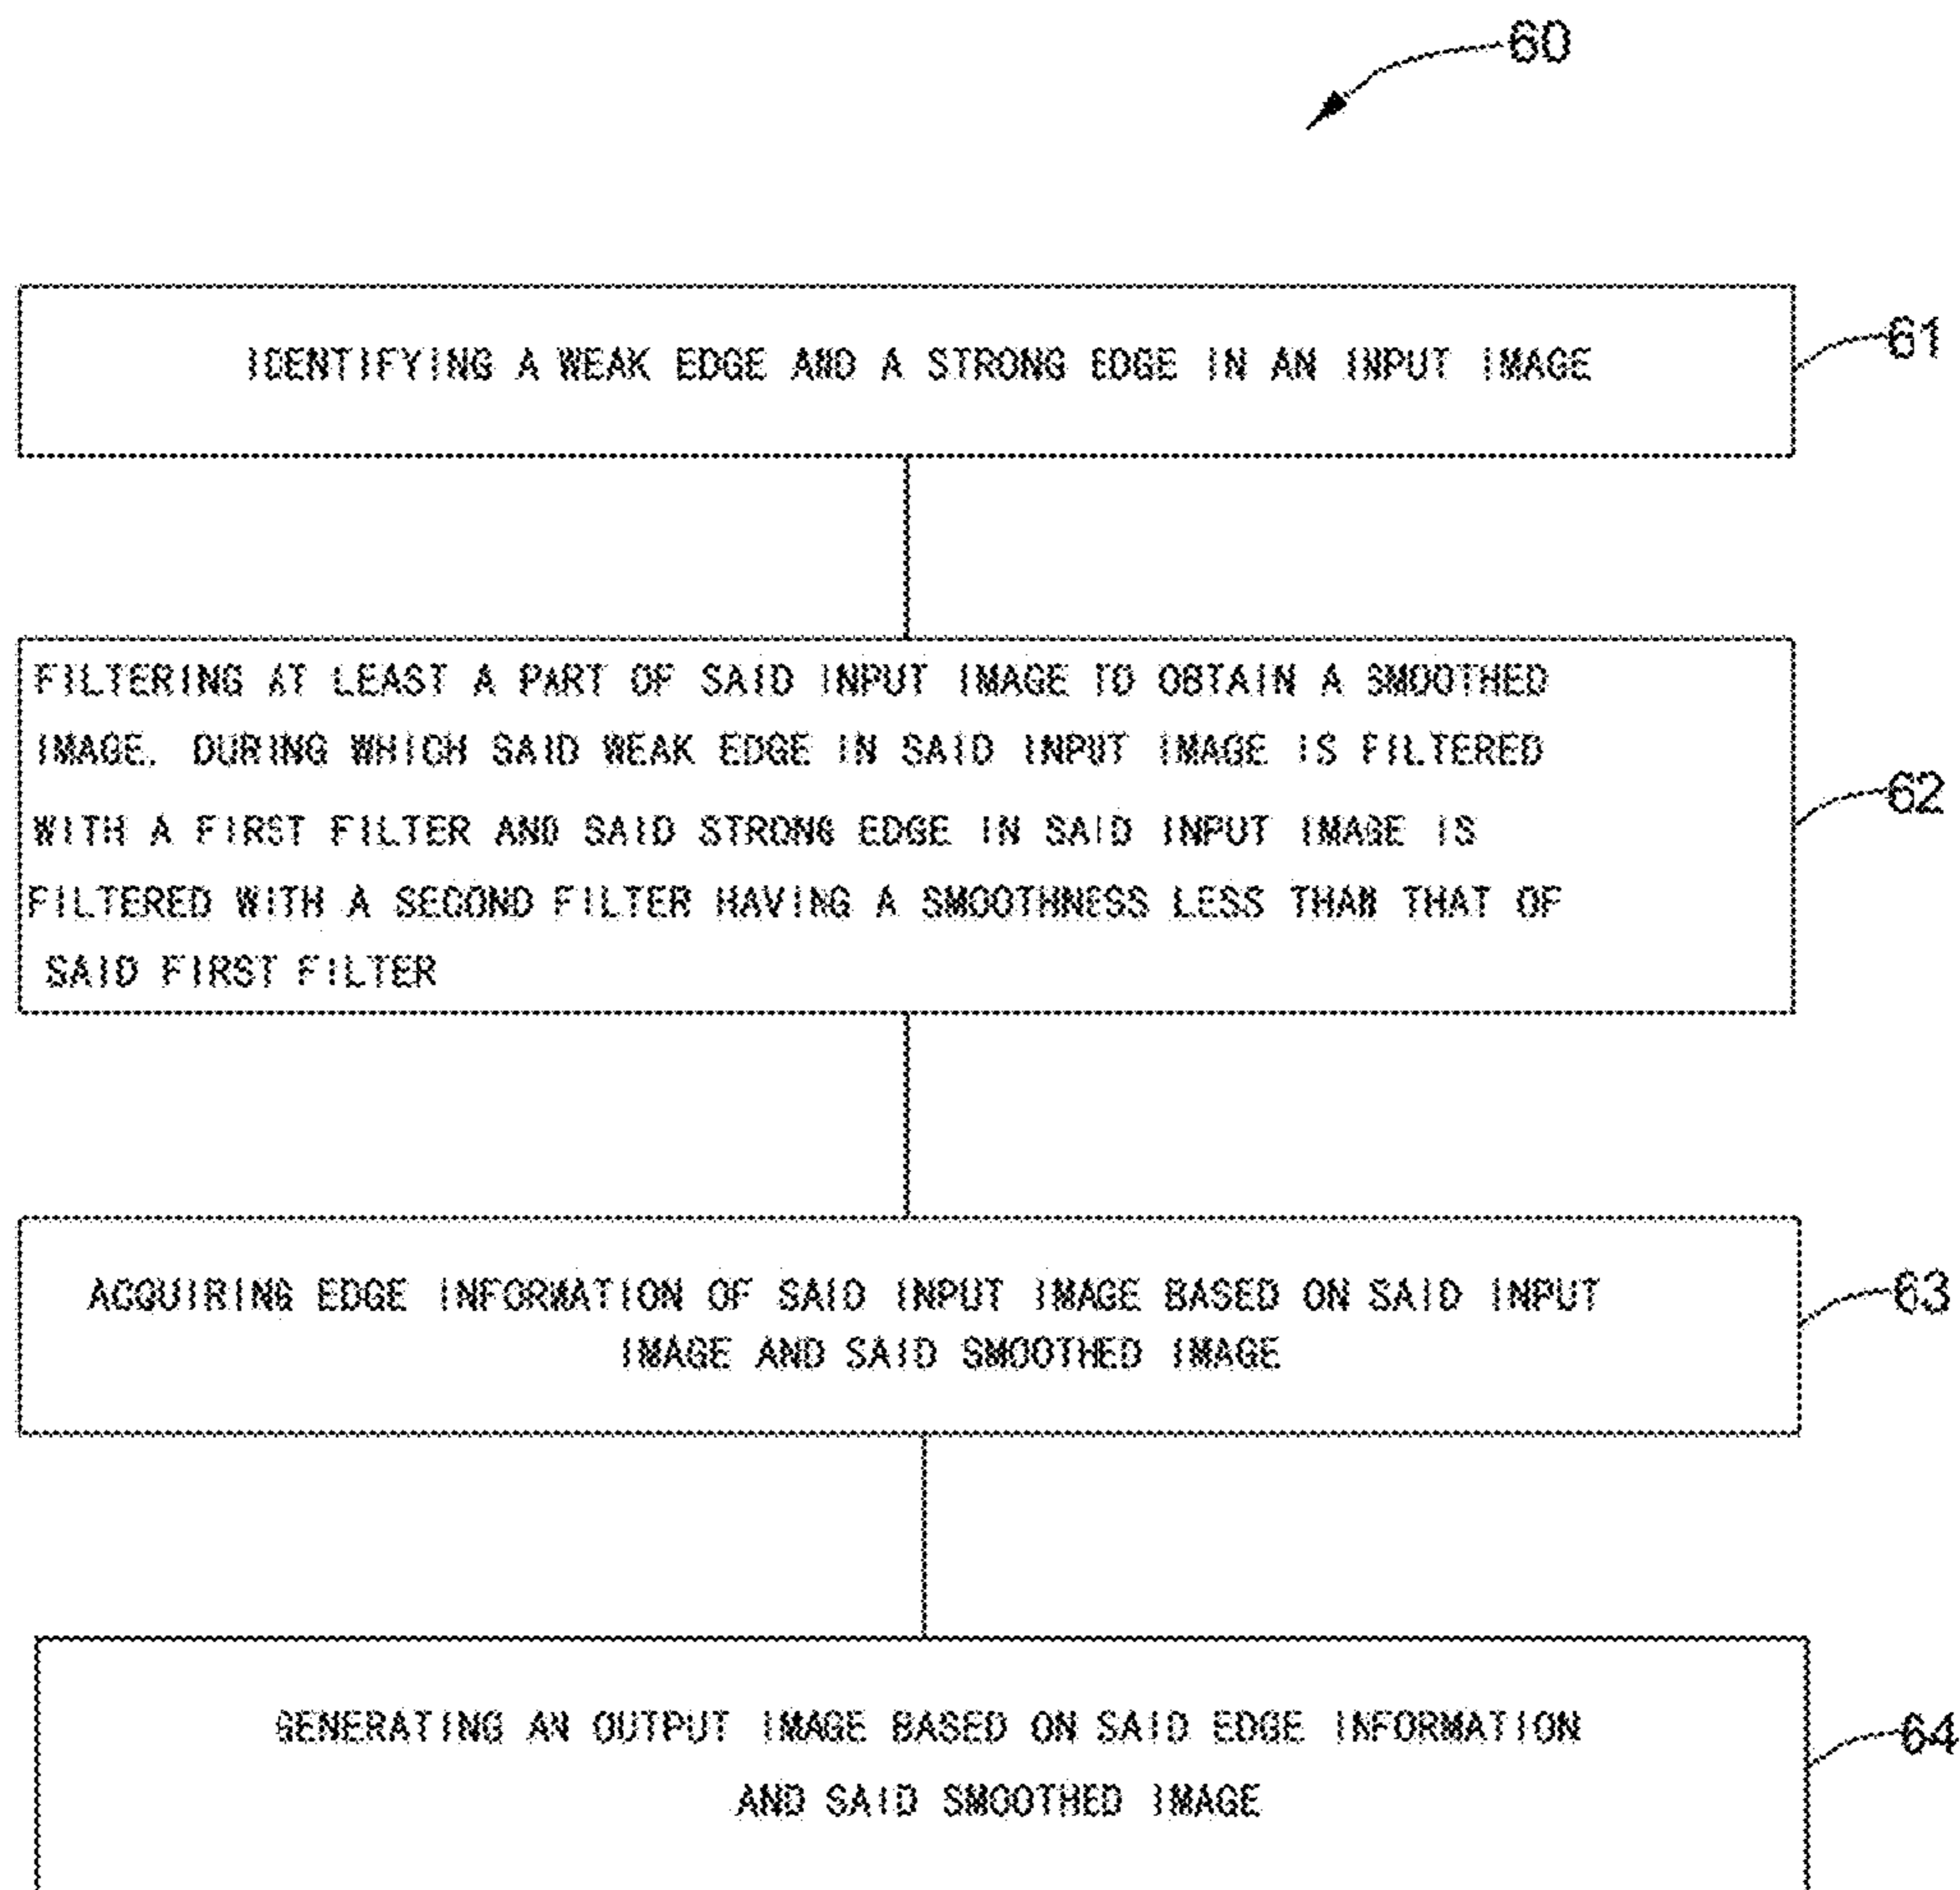 60
IDENTIFYING A WEAK EDGE AND A STRONG EDGE IN AN INPUT IMAGE
61
FILTERING AT LEAST A PART OF SAID INPUT IMAGE TO OBTAIN A SMOOTHED
IMAGE. DURING WHICH SAID WEAK EDGE IN SAID INPUT IMAGE IS FILTERED
WITH A FIRST FILTER AND SAID STRONG EDGE IN SAID INPUT IMAGE IS
FILTERED WITH A SECOND FILTER HAVING A SMOOTHNESS LESS THAN THAT OF
SAID FIRST FILTER
62
ACQUIRING EDGE INFORMATION OF SAID INPUT IMAGE BASED ON SAID INPUT
IMAGE AND SAID SMOOTHED IMAGE
63
GENERATING AN OUTPUT IMAGE BASED ON SAID EDGE INFORMATION
AND SAID SMOOTHED IMAGE
64